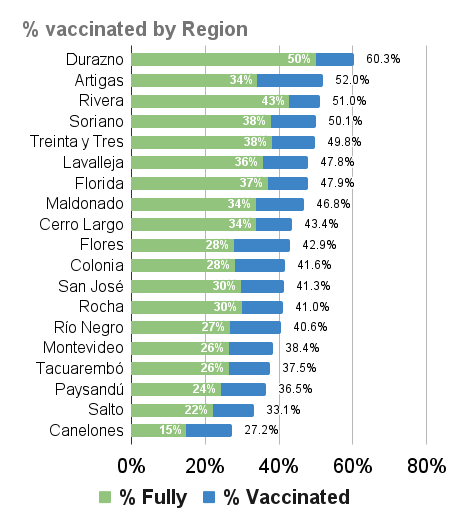 % vaccinated by Region
Durazno 50% 60.3%
Artigas 34% 52.0%
Rivera 43% 51.0%
Soriano 38% 50.1%
Treinta y Tres 38% 49.8%
Lavalleja 36% 47.8%
Florida 37% 47.9%
Maldonado 34% 46.8%
Cerro Largo 34% 43.4%
Flores 28% 42.9%
Colonia 28% 41.6%
San José 30% 41.3%
Rocha 30% 41.0%
Río Negro 27% 40.6%
Montevideo 26% 38.4%
Tacuarembó 26% 37.5%
Paysandú 24% 36.5%
Salto 22% 33.1%
Canelones 15% 27.2%
0% 20% 40% 60% 80%
% Fully % Vaccinated